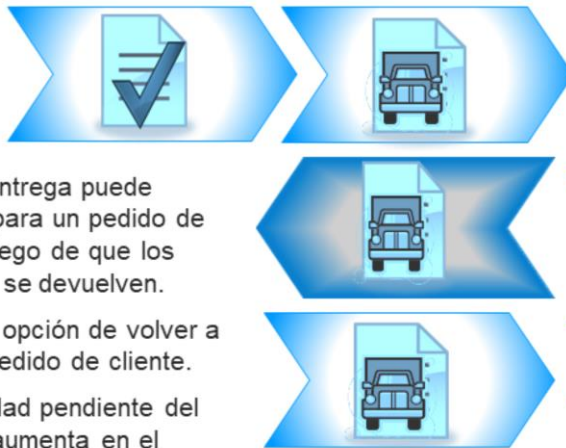 ntrega puede
para un pedido de
ego de que los
se devuelven.
opción de volver a
edido de cliente.
dad pendiente del
aumenta en el